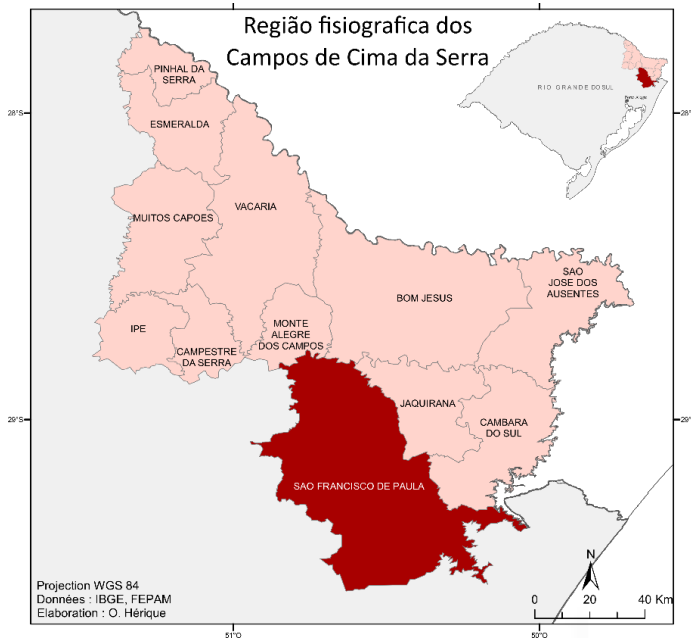 Região fisiografica dos
Campos de Cima da Serra
PINHAL DA
SERRA
ESMERALDA
RIO GRANDE DO SUL
28°S
28°S
VACARIA
MUITOS CAPOES
SAO
JOSE DOS
AUSENTES
BOM JESUS
IPE
MONTE
ALEGRE
DOS CAMPOS
CAMPESTRE
DA SERRA
JAQUIRANA
CAMBARA
DO SUL
29°S
29°
SAO FRANCISCO DE PAULA
N
Projection WGS 84
Données : IBGE, FEPAM
Elaboration : O. Hérique
0 20 40 Km
51°O
50°O